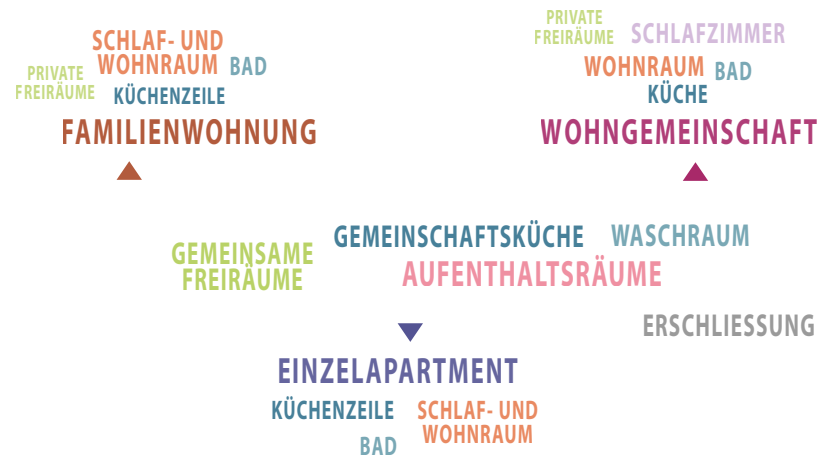 SCHLAF- UND
WOHNRAUM
BAD
PRIVATE
FREIRÄUME
KÜCHENZEILE
FAMILIENWOHNUNG
PRIVATE
FREIRÄUME
SCHLAFZIMMER
WOHNRAUM
BAD
KÜCHE
WOHNGEMEINSCHAFT
GEMEINSAME
FREIRÄUME
GEMEINSCHAFTSKÜCHE
WASCHRAUM
AUFENTHALTSRÄUME
ERSCHLIESSUNG
EINZELAPARTMENT
KÜCHENZEILE
SCHLAF- UND
WOHNRAUM
BAD